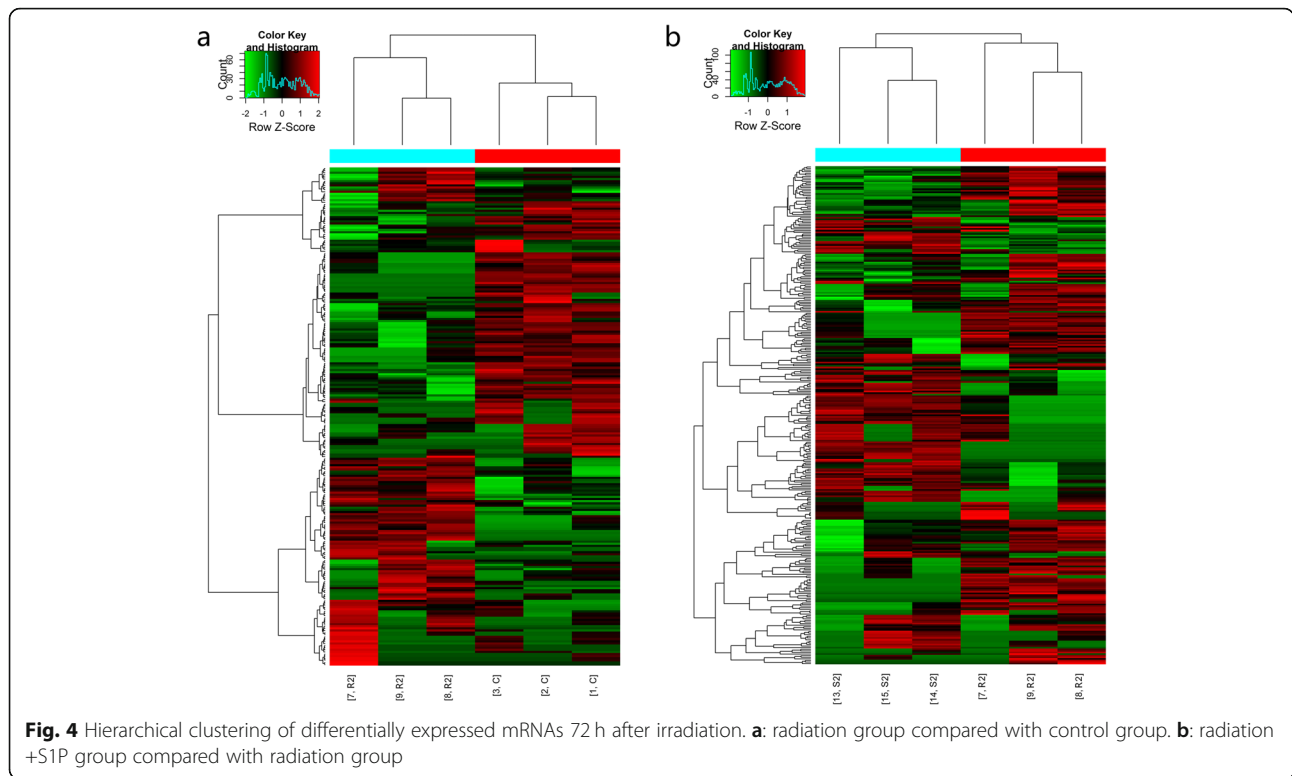 a
Color Key
and Histogram
Count
0 30 60
-2 -1 0 1 2
Row Z-Score
[7, R2]
[9, R2]
[8, R2]
[3, C]
[2, C]
[1, C]
b
Color Key
and Histogram
Count
0 40 100
-1 0 1
Row Z-Score
[13, S2]
[15, S2]
[14, S2]
[7, R2]
[9, R2]
[8, R2]
Fig. 4 Hierarchical clustering of differentially expressed mRNAs 72 h after irradiation. a: radiation group compared with control group. b: radiation
+S1P group compared with radiation group